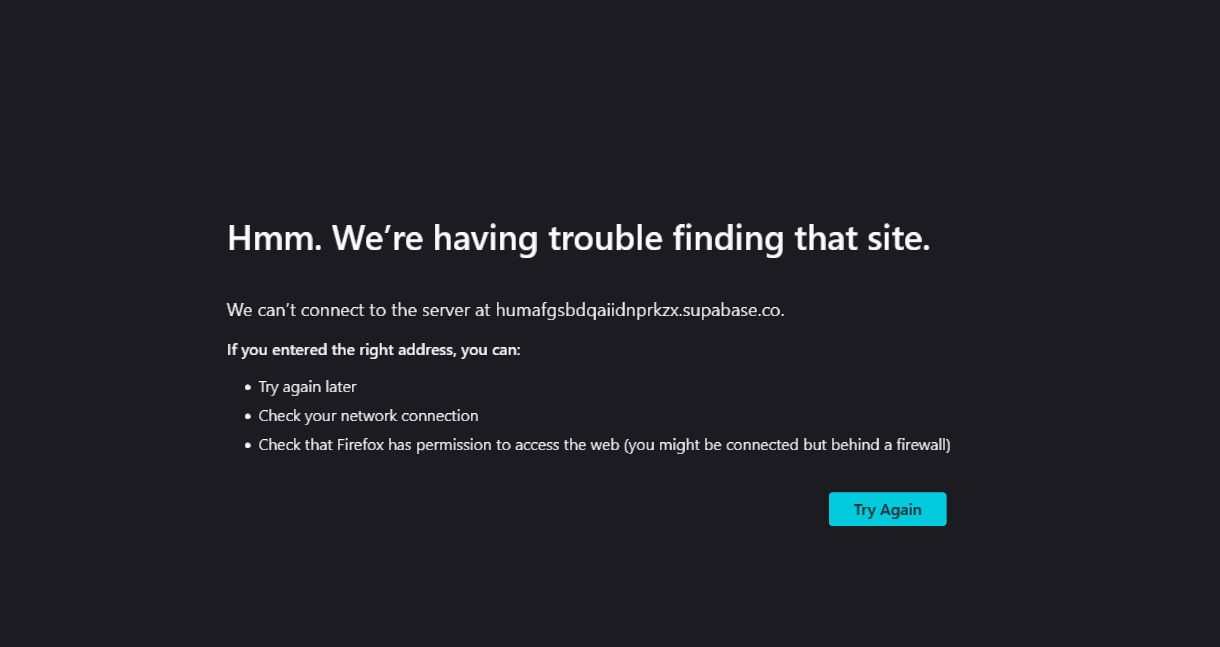 Hmm. We’re having trouble finding that site.
We can’t connect to the server at humafgsbdqaiidnprkzx.supabase.co.
If you entered the right address, you can:
• Try again later
• Check your network connection
• Check that Firefox has permission to access the web (you might be connected but behind a firewall)
Try Again